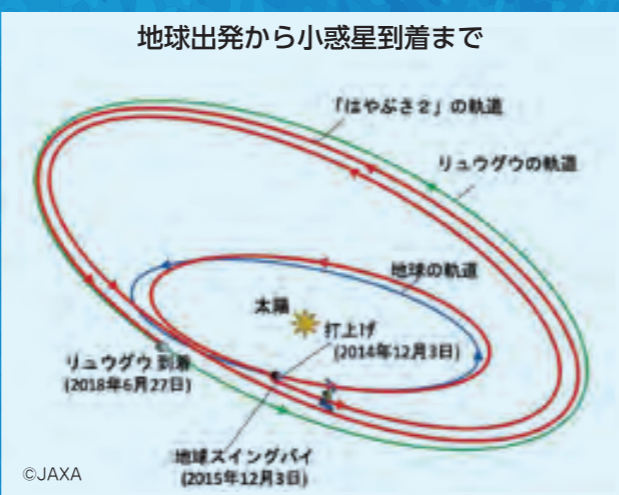 地球出発から小惑星到着まで
「はやぶさ2」の軌道
リュウグウの軌道
地球の軌道
太陽
打上げ
(2014年12月3日)
リュウグウ到着
(2018年6月27日)
地球スイングバイ
(2015年12月3日)
©JAXA